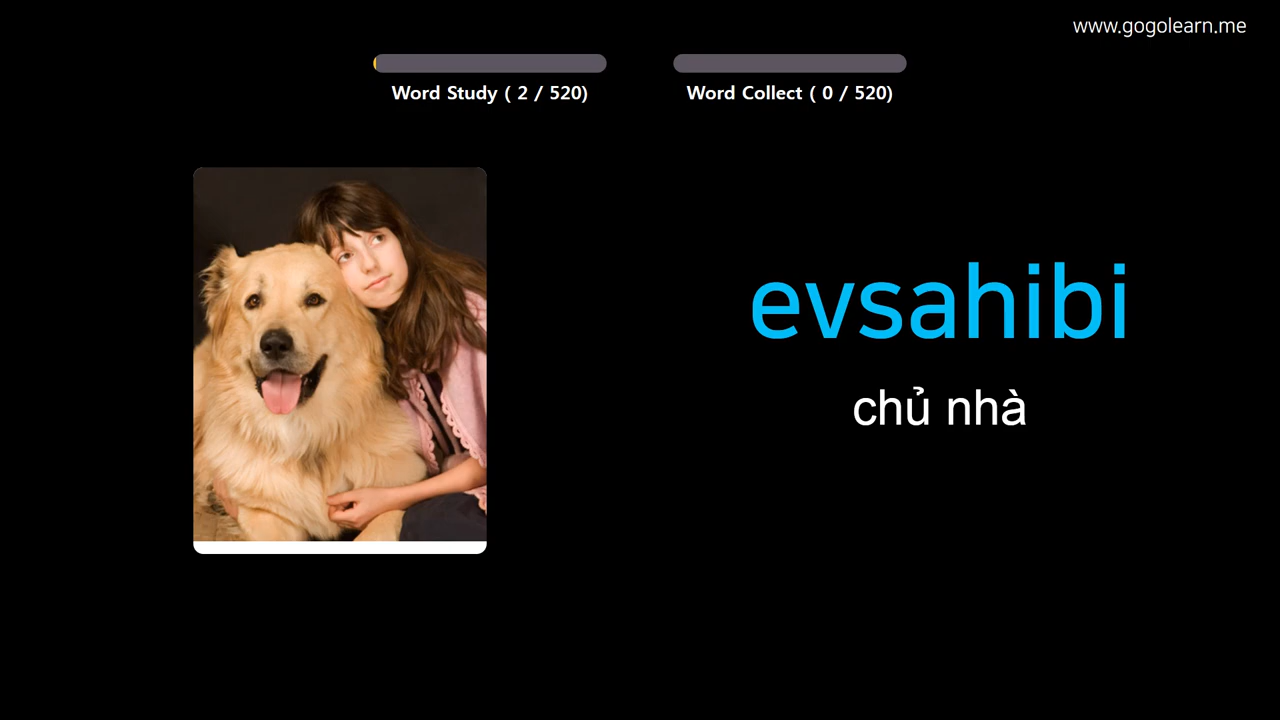 www.gogolearn.me
Word Study ( 2 / 520)
Word Collect ( 0 / 520)
evsahibi
chủ nhà